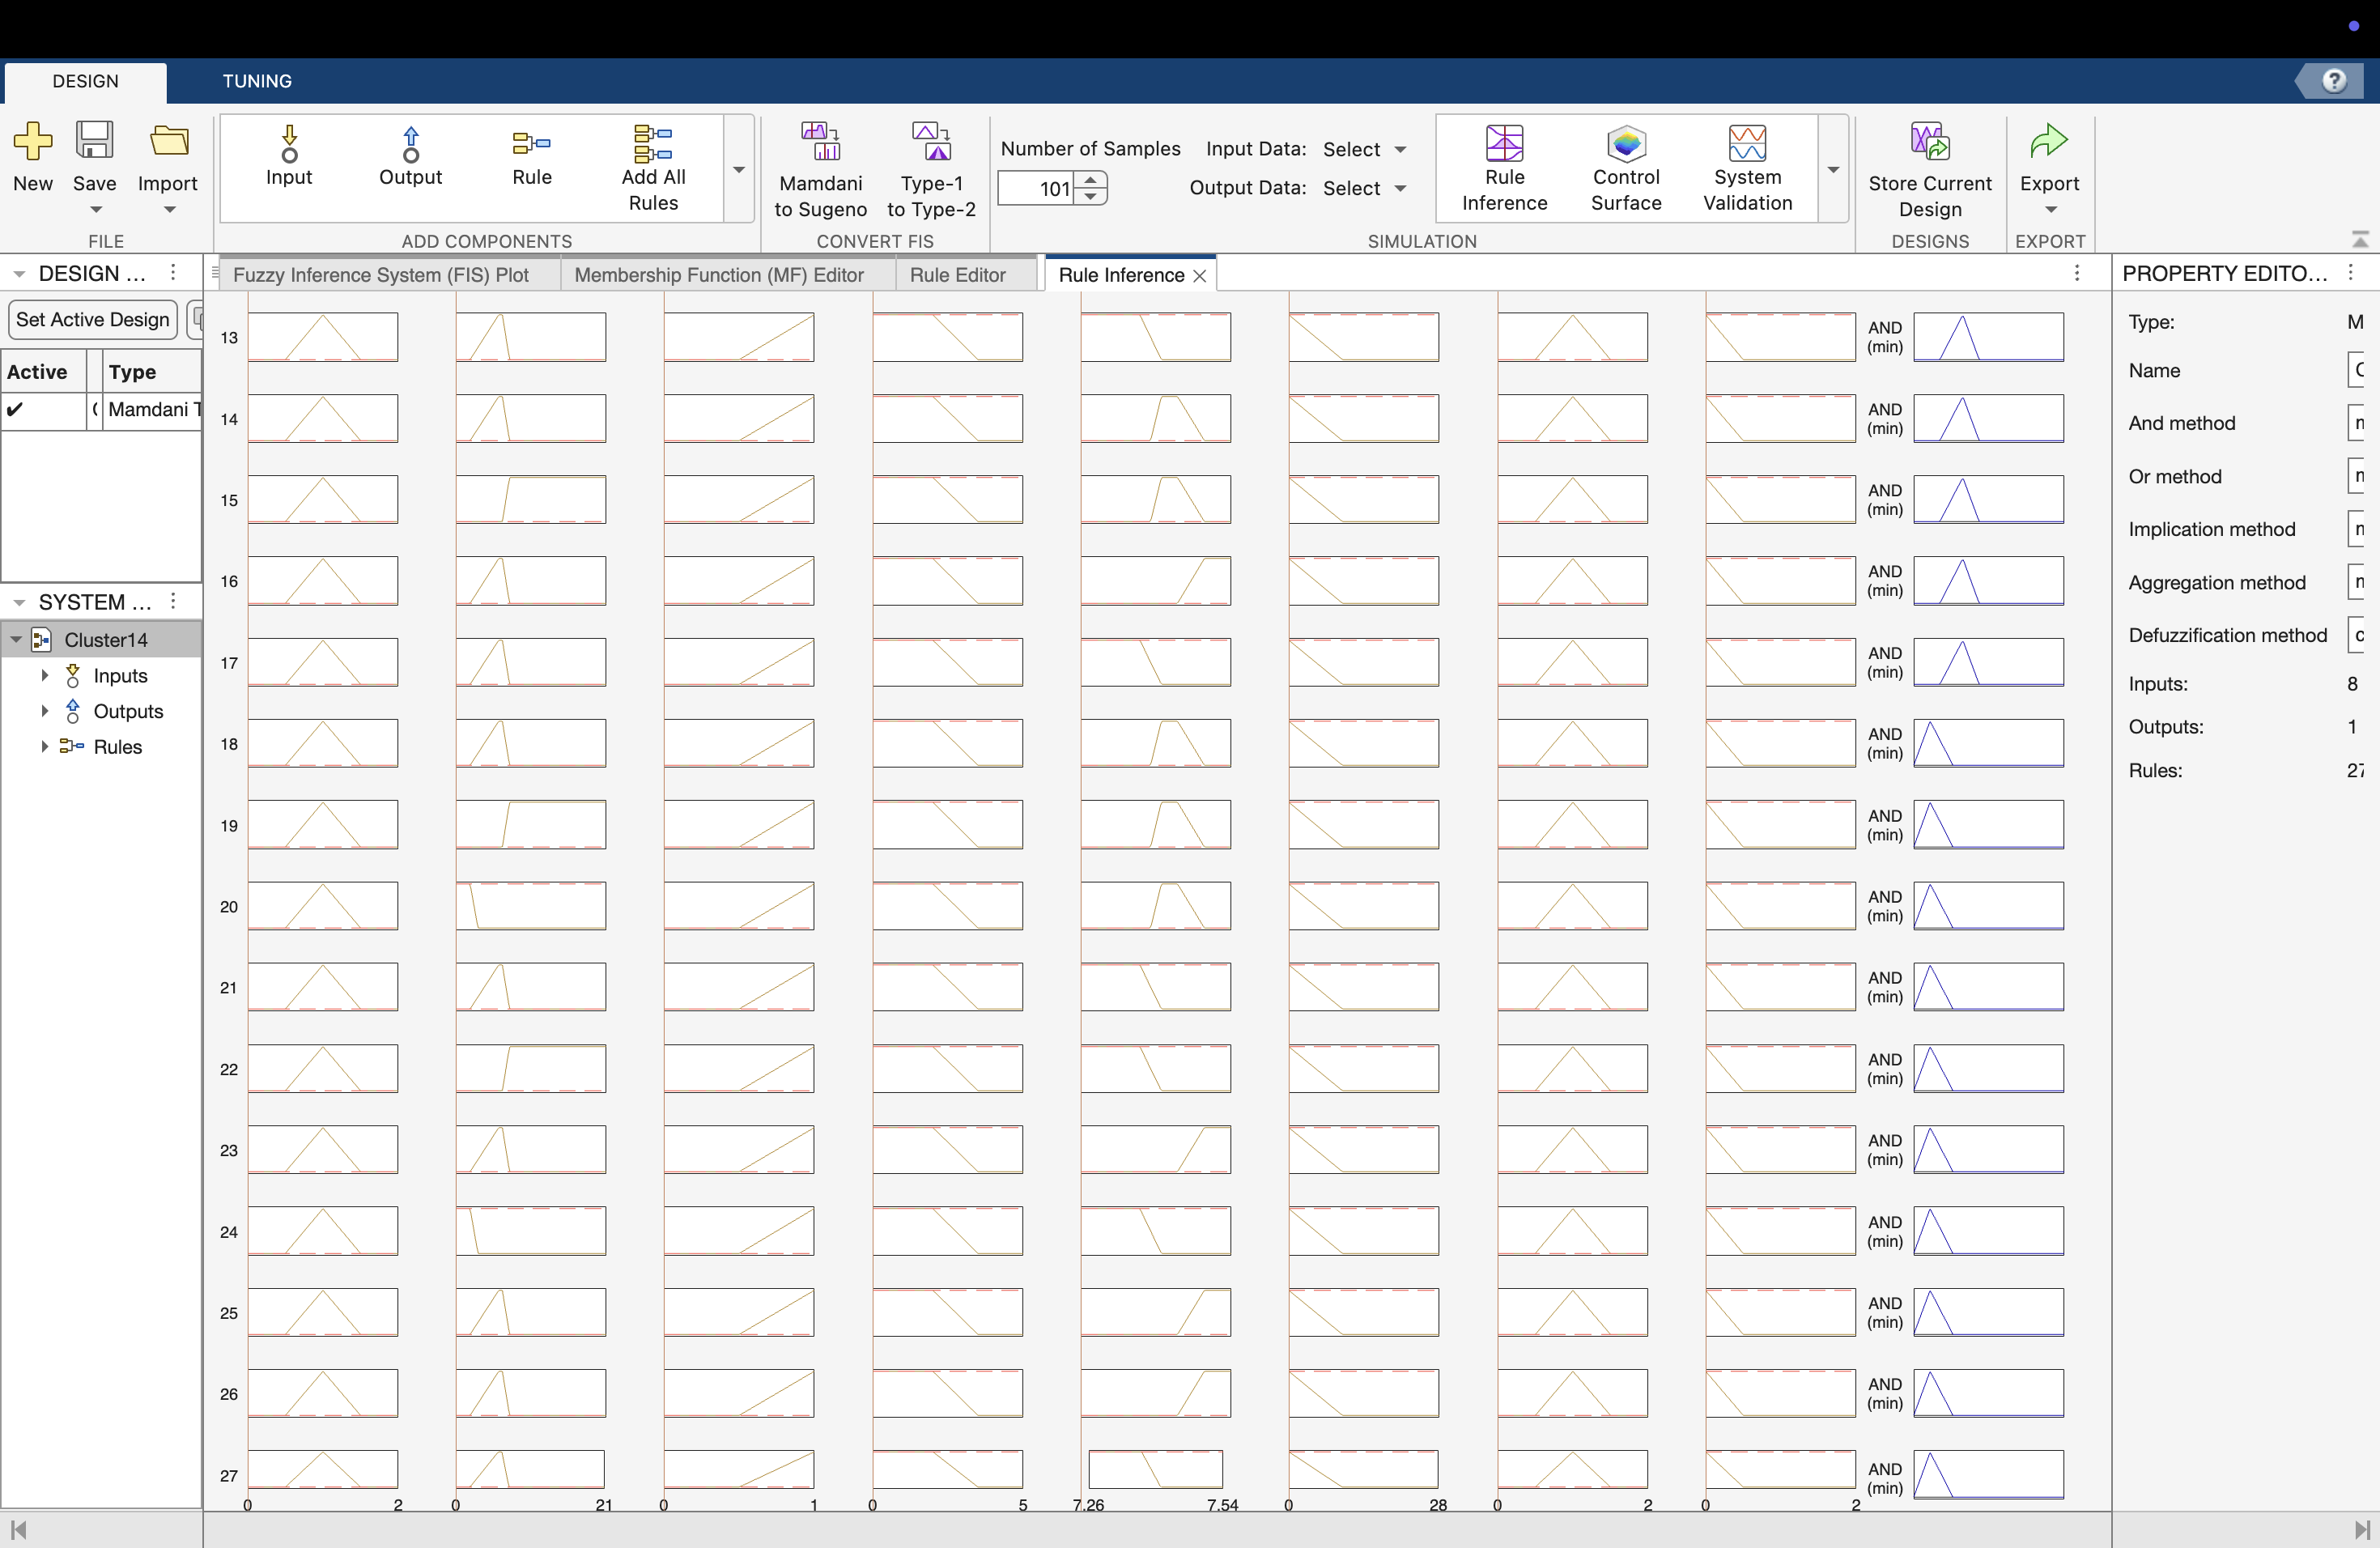 DESIGN TUNING
New Save Import
FILE
Input Output Rule Add All Rules
ADD COMPONENTS
Mamdani to Sugeno Type-1 to Type-2
CONVERT FIS
Number of Samples
101
Input Data: Select
Output Data: Select
Rule Inference Control Surface System Validation
SIMULATION
Store Current Design
DESIGNS
Export
EXPORT
DESIGN ...
Set Active Design
Active Type
Mamdani T
SYSTEM ...
Cluster14
Inputs
Outputs
Rules
Fuzzy Inference System (FIS) Plot Membership Function (MF) Editor Rule Editor Rule Inference
13 AND (min)
14 AND (min)
15 AND (min)
16 AND (min)
17 AND (min)
18 AND (min)
19 AND (min)
20 AND (min)
21 AND (min)
22 AND (min)
23 AND (min)
24 AND (min)
25 AND (min)
26 AND (min)
27 AND (min)
0 2 0 21 0 1 0 5 7.26 7.54 0 28 0 2 0 2
PROPERTY EDITO...
Type: M
Name
And method
Or method
Implication method
Aggregation method
Defuzzification method
Inputs: 8
Outputs: 1
Rules: 27